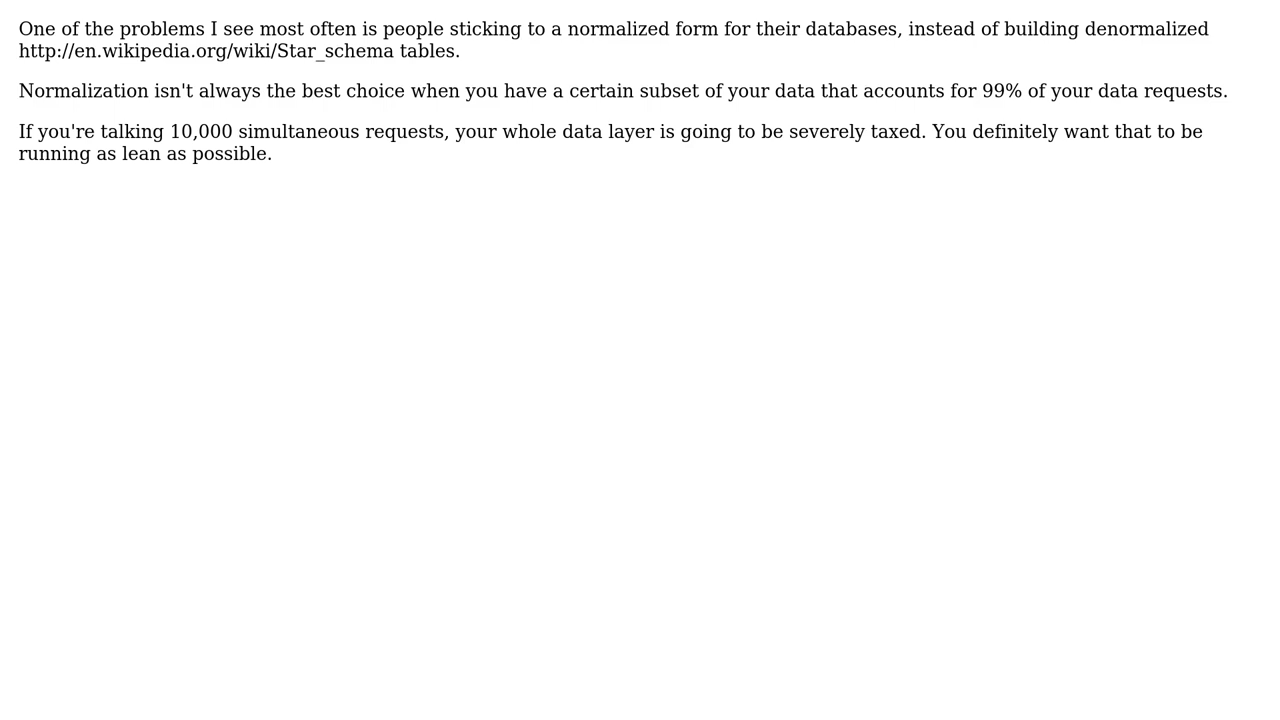 One of the problems I see most often is people sticking to a normalized form for their databases, instead of building denormalized
http://en.wikipedia.org/wiki/Star_schema tables.
Normalization isn't always the best choice when you have a certain subset of your data that accounts for 99% of your data requests.
If you're talking 10,000 simultaneous requests, your whole data layer is going to be severely taxed. You definitely want that to be
running as lean as possible.